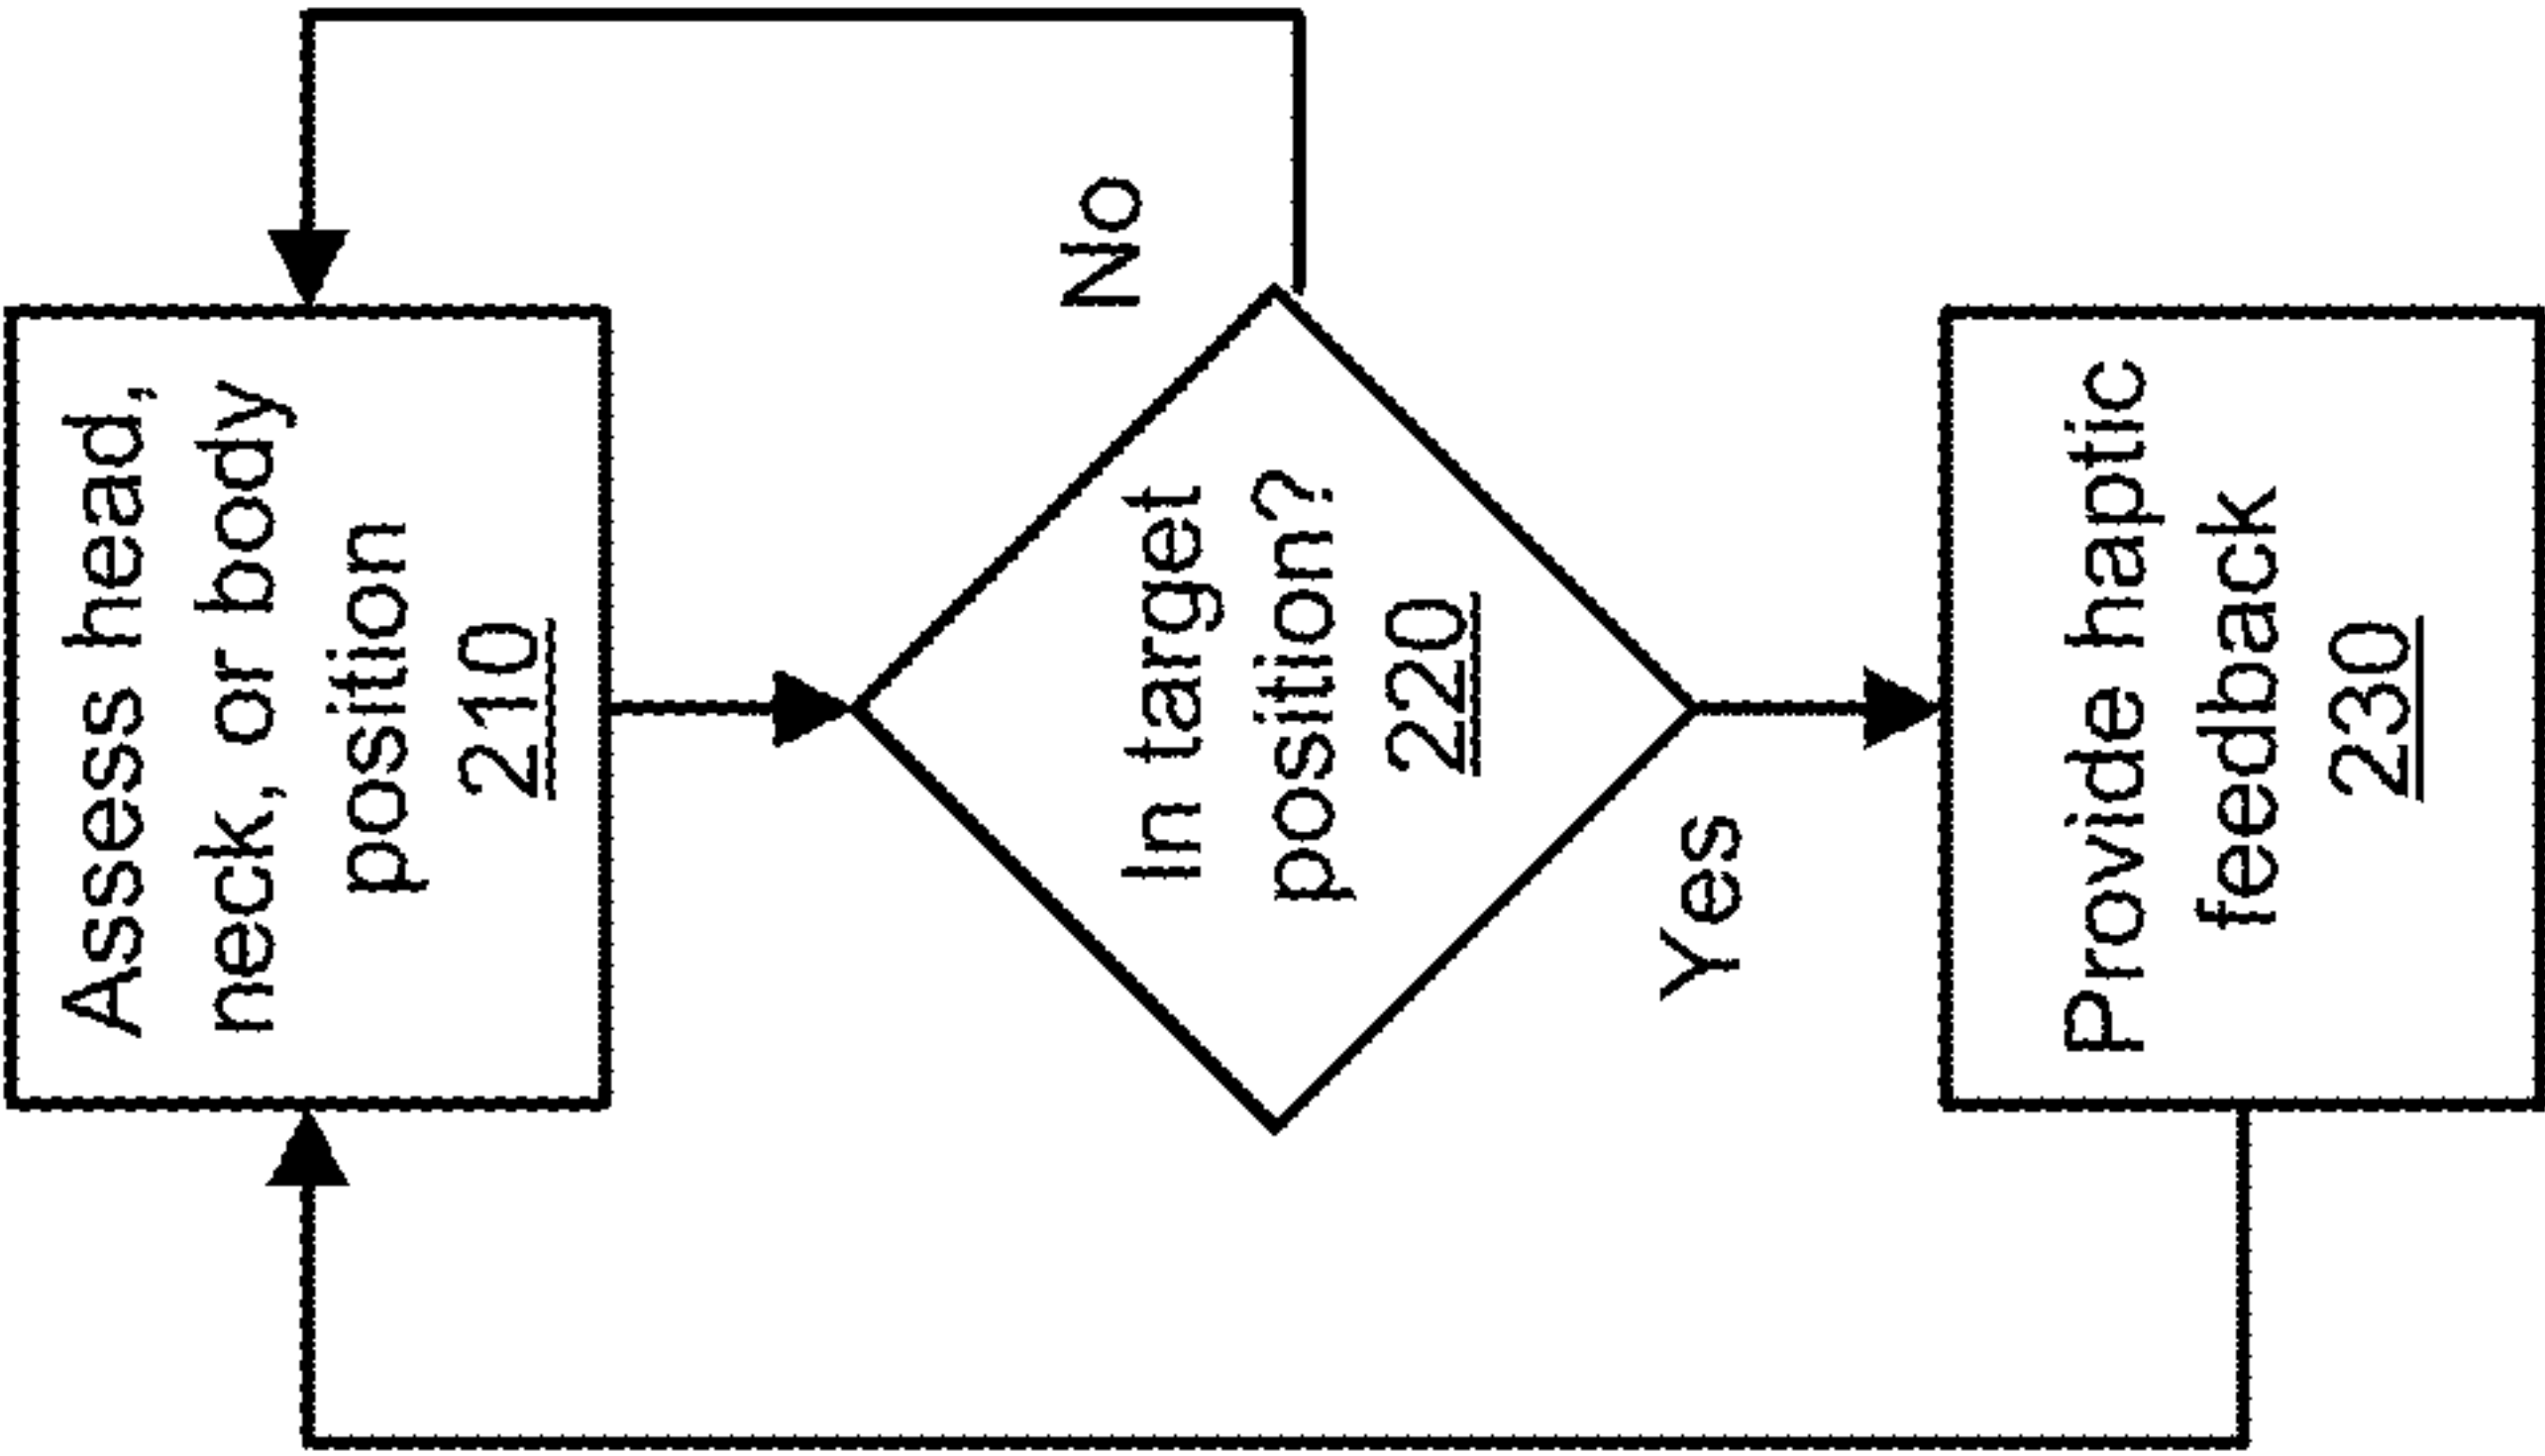 Assess head,
neck, or body
position
210
In target
position?
220
No
Yes
Provide haptic
feedback
230